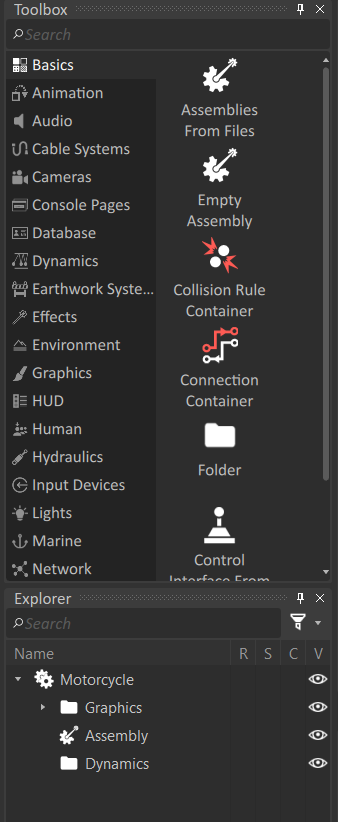 Toolbox
Search
Basics
Animation
Audio
Cable Systems
Cameras
Console Pages
Database
Dynamics
Earthwork Syste...
Effects
Environment
Graphics
HUD
Human
Hydraulics
Input Devices
Lights
Marine
Network
Assemblies
From Files
Empty
Assembly
Collision Rule
Container
Connection
Container
Folder
Control
Interface From
Explorer
Search
Name R S C V
Motorcycle
Graphics
Assembly
Dynamics